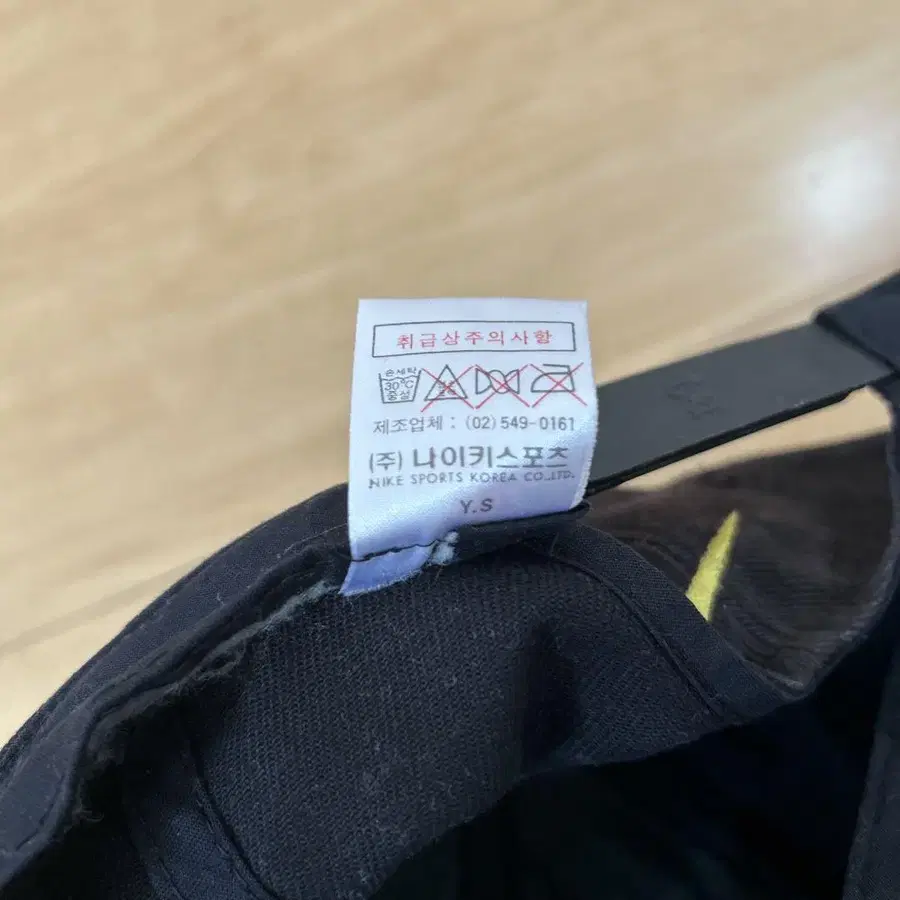 취급상주의사항
손세탁
30℃
중성
제조업체 : (02) 549-0161
(주) 나이키스포츠
NIKE SPORTS KOREA CO.,LTD.
Y.S